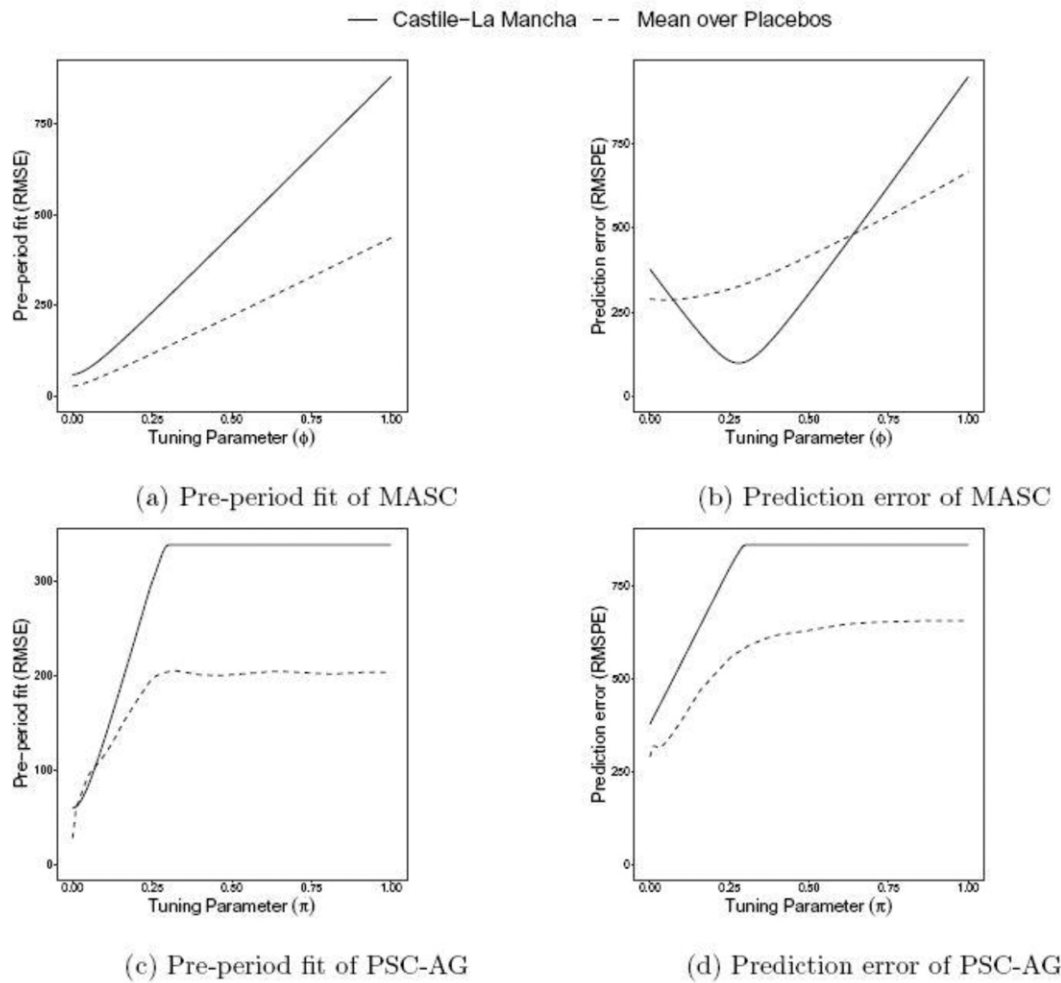 Castile-La Mancha Mean over Placebos
Pre-period fit (RMSE)
750
500
250
0
0.00 0.25 0.50 0.75 1.00
Tuning Parameter (ϕ)
(a) Pre-period fit of MASC
Prediction error (RMSPE)
750
500
250
0
0.00 0.25 0.50 0.75 1.00
Tuning Parameter (ϕ)
(b) Prediction error of MASC
Pre-period fit (RMSE)
300
200
100
0
0.00 0.25 0.50 0.75 1.00
Tuning Parameter (π)
(c) Pre-period fit of PSC-AG
Prediction error (RMSPE)
750
500
250
0
0.00 0.25 0.50 0.75 1.00
Tuning Parameter (π)
(d) Prediction error of PSC-AG